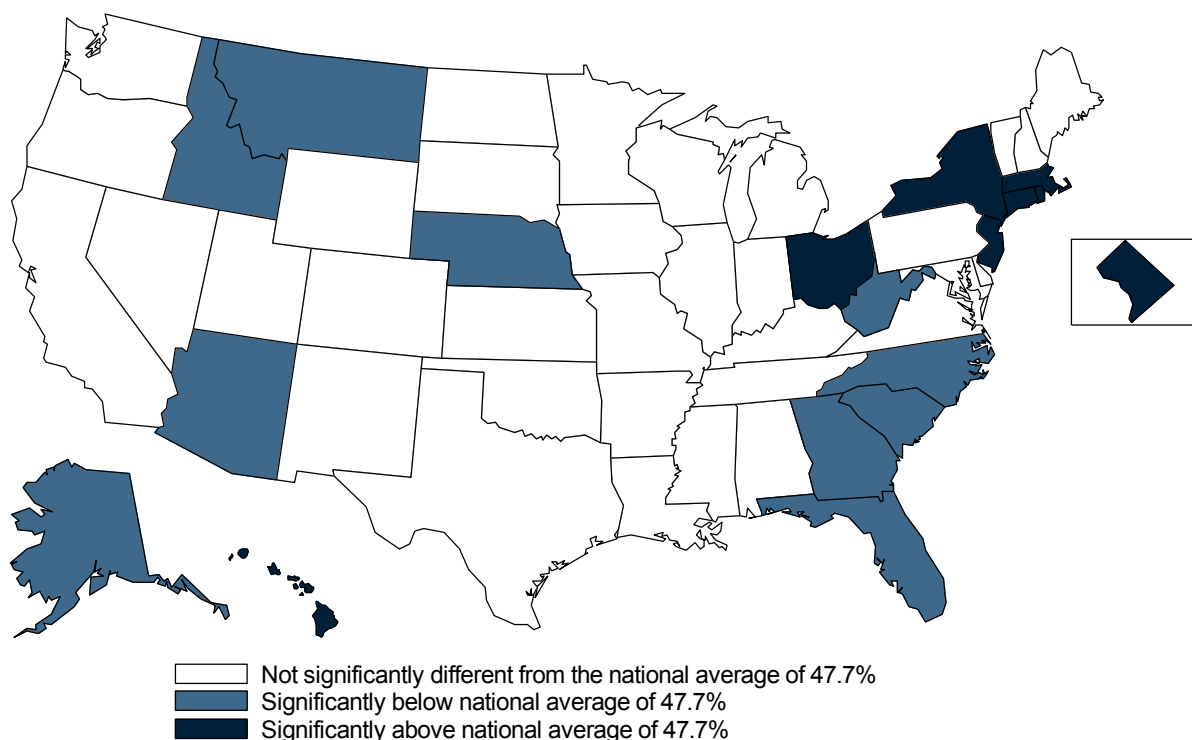 Not significantly different from the national average of 47.7%
Significantly below national average of 47.7%
Significantly above national average of 47.7%